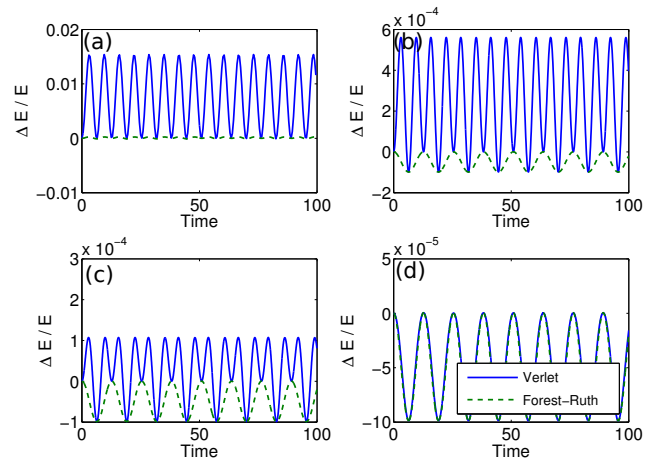 (a)
0.02
0.01
0
−0.01
Δ E / E
0 50 100
Time
(b)
x 10⁻⁴
6
4
2
0
−2
Δ E / E
0 50 100
Time
(c)
x 10⁻⁴
3
2
1
0
−1
Δ E / E
0 50 100
Time
(d)
x 10⁻⁵
5
0
−5
−10
Δ E / E
0 50 100
Time
Verlet
Forest−Ruth